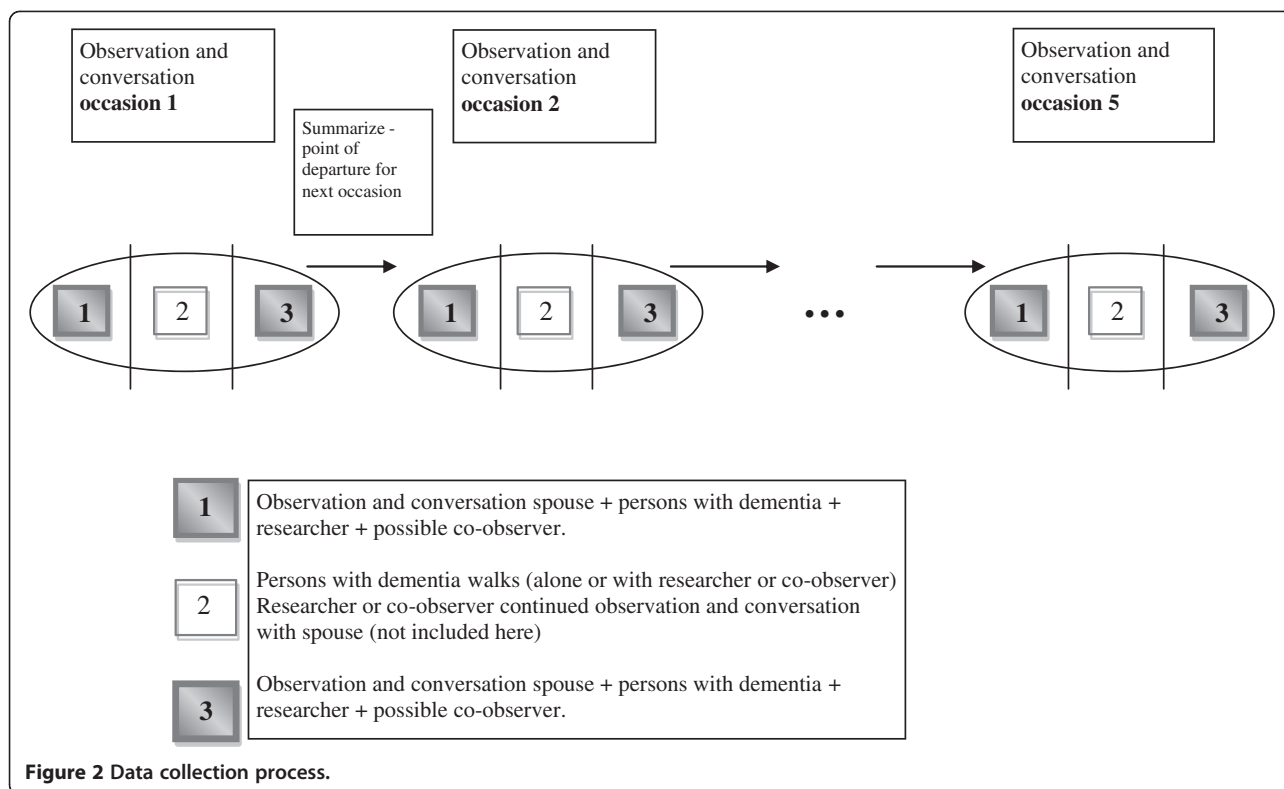 Observation and
conversation
occasion 1
Summarize -
point of
departure for
next occasion
Observation and
conversation
occasion 2
Observation and
conversation
occasion 5
1 2 3
1 2 3
...
1 2 3
1
Observation and conversation spouse + persons with dementia +
researcher + possible co-observer.
2
Persons with dementia walks (alone or with researcher or co-observer)
Researcher or co-observer continued observation and conversation
with spouse (not included here)
3
Observation and conversation spouse + persons with dementia +
researcher + possible co-observer.
Figure 2 Data collection process.